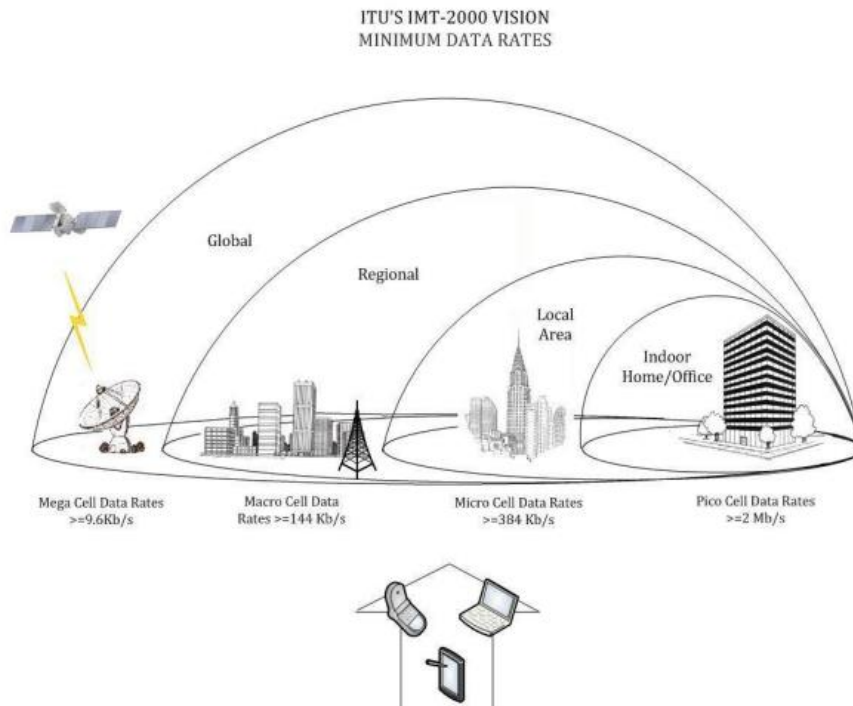 ITU'S IMT-2000 VISION
MINIMUM DATA RATES
Global
Regional
Local
Area
Indoor
Home/Office
Mega Cell Data Rates
>=9.6Kb/s
Macro Cell Data
Rates >=144 Kb/s
Micro Cell Data Rates
>=384 Kb/s
Pico Cell Data Rates
>=2 Mb/s